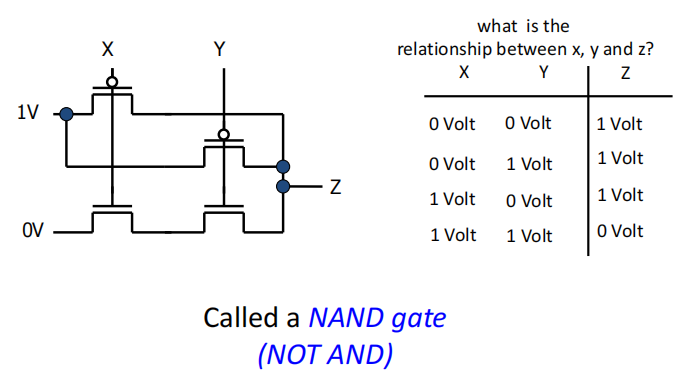 X Y
1V
Z
0V
what is the
relationship between x, y and z?
X Y Z
0 Volt 0 Volt 1 Volt
0 Volt 1 Volt 1 Volt
1 Volt 0 Volt 1 Volt
1 Volt 1 Volt 0 Volt
Called a NAND gate
(NOT AND)